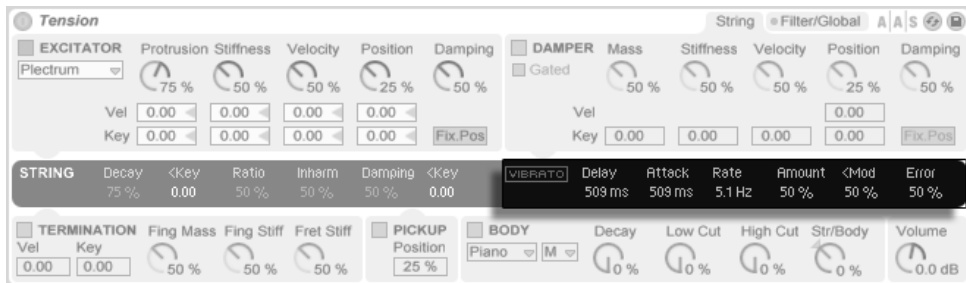 Tension String Filter/Global A A S
EXCITATOR Protrusion Stiffness Velocity Position Damping
Plectrum 75 % 50 % 50 % 25 % 50 %
Vel 0.00 0.00 0.00 0.00
Key 0.00 0.00 0.00 0.00 Fix.Pos
DAMPER Mass Stiffness Velocity Position Damping
Gated 50 % 50 % 50 % 25 % 50 %
Vel 0.00
Key 0.00 0.00 0.00 0.00 Fix.Pos
STRING Decay <Key Ratio Inharm Damping <Key
75 % 0.00 50 % 50 % 50 % 0.00
VIBRATO Delay Attack Rate Amount <Mod Error
509 ms 509 ms 5.1 Hz 50 % 50 % 50 %
TERMINATION Fing Mass Fing Stiff Fret Stiff
Vel Key
0.00 0.00 50 % 50 % 50 %
PICKUP
Position
25 %
BODY Decay Low Cut High Cut Str/Body
Piano M 0 % 0 % 0 % 0 %
Volume
0.0 dB